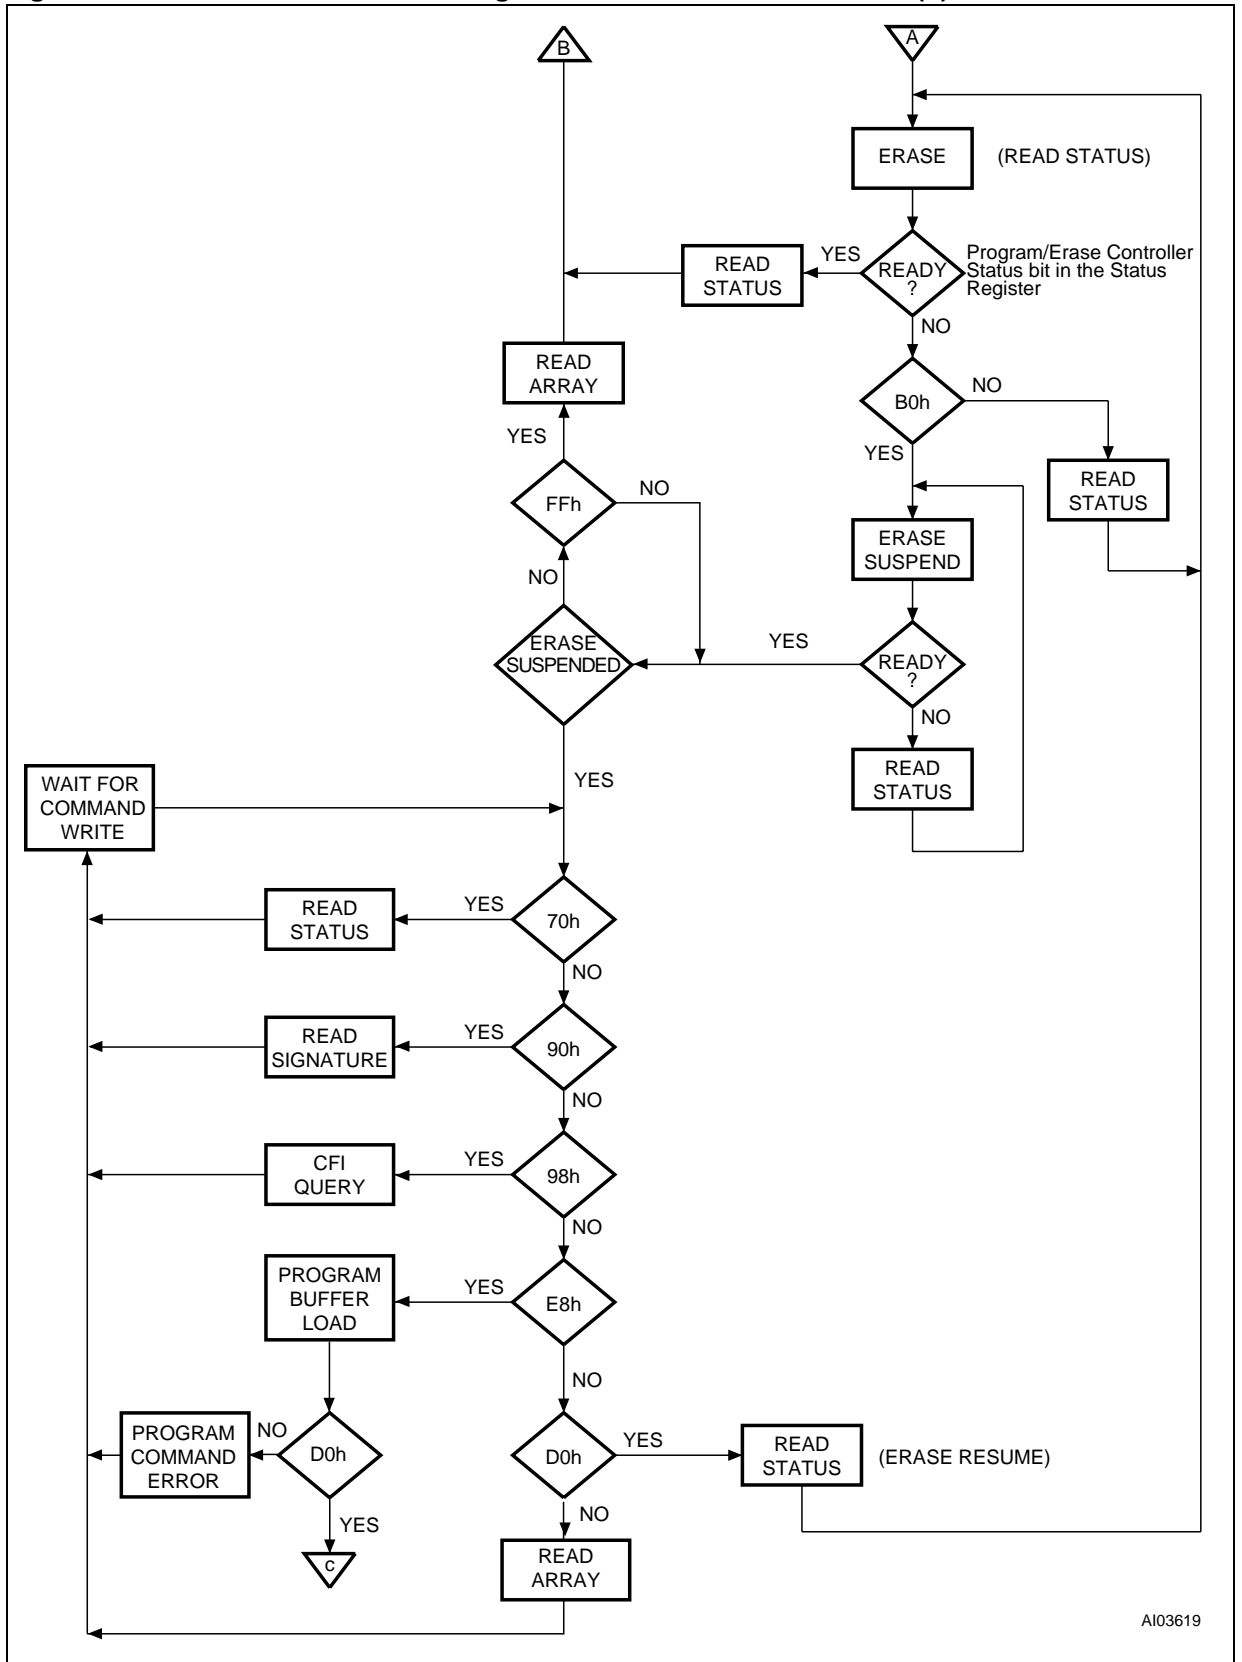 B
A
ERASE
(READ STATUS)
READ
STATUS
YES
READY
?
Program/Erase Controller
Status bit in the Status
Register
NO
READ
ARRAY
B0h
NO
YES
YES
READ
STATUS
FFh
NO
ERASE
SUSPEND
NO
ERASE
SUSPENDED
YES
READY
?
NO
READ
STATUS
YES
WAIT FOR
COMMAND
WRITE
READ
STATUS
YES
70h
NO
READ
SIGNATURE
YES
90h
NO
CFI
QUERY
YES
98h
NO
PROGRAM
BUFFER
LOAD
YES
E8h
NO
PROGRAM
COMMAND
ERROR
NO
D0h
YES
c
D0h
YES
READ
STATUS
(ERASE RESUME)
NO
READ
ARRAY
AI03619